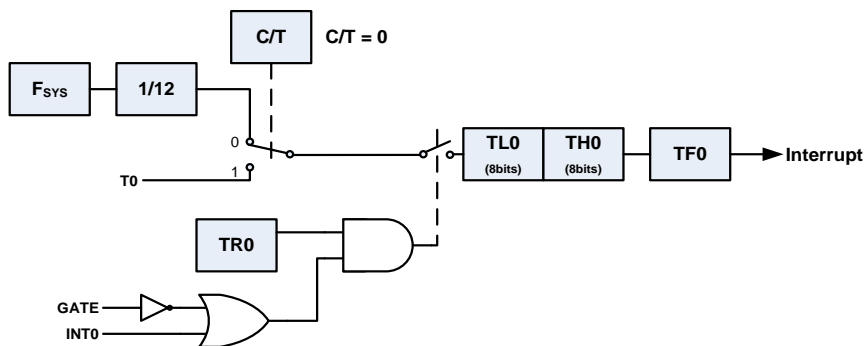 C/T
C/T = 0
FSYS
1/12
0
1
T0
TL0
(8bits)
TH0
(8bits)
TF0
Interrupt
TR0
GATE
INT0